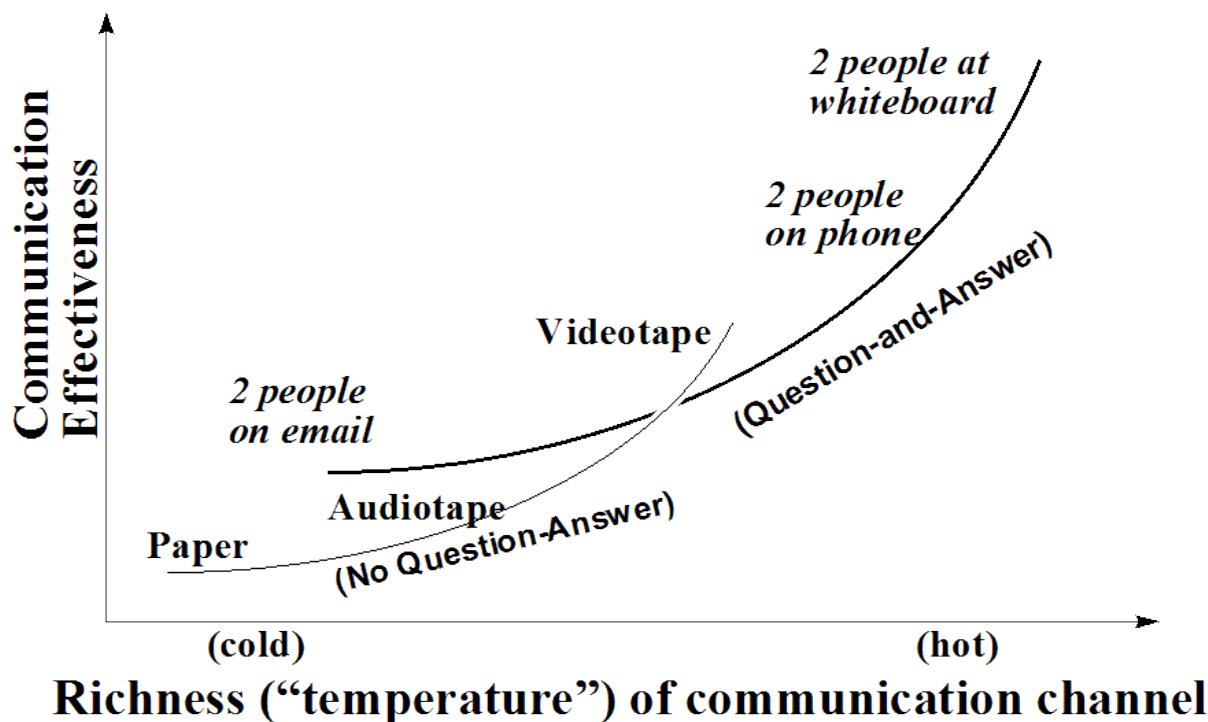 Communication
Effectiveness
2 people at
whiteboard
2 people
on phone
(Question-and-Answer)
Videotape
2 people
on email
Audiotape
(No Question-Answer)
Paper
(cold)
(hot)
Richness (“temperature”) of communication channel